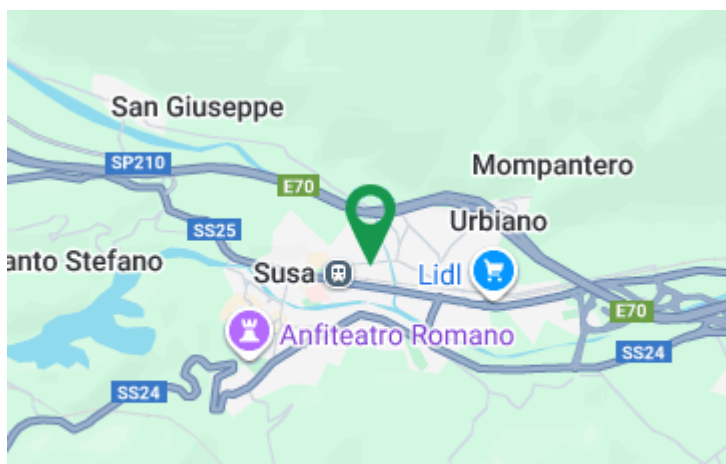 San Giuseppe
SP210
E70
Mompantero
SS25
Urbiano
anto Stefano
Susa
Lidl
E70
Anfiteatro Romano
SS24
SS24